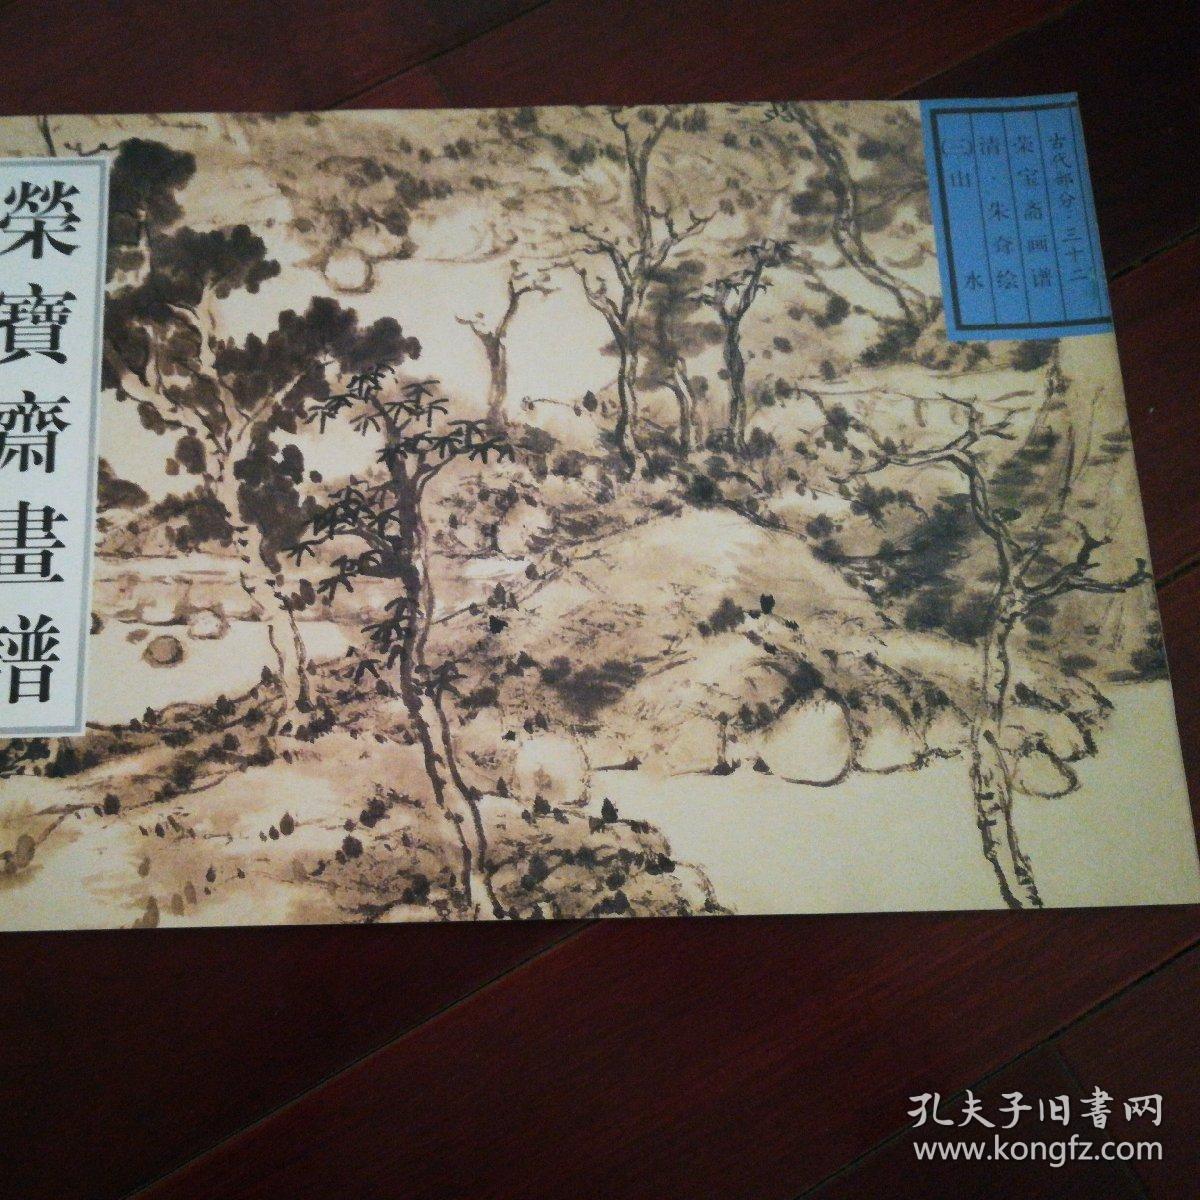 榮寶齋畫譜
古代部分·三十二
荣宝斋画谱
清·朱耷绘
(三)山水
孔夫子旧書网
www.kongfz.com